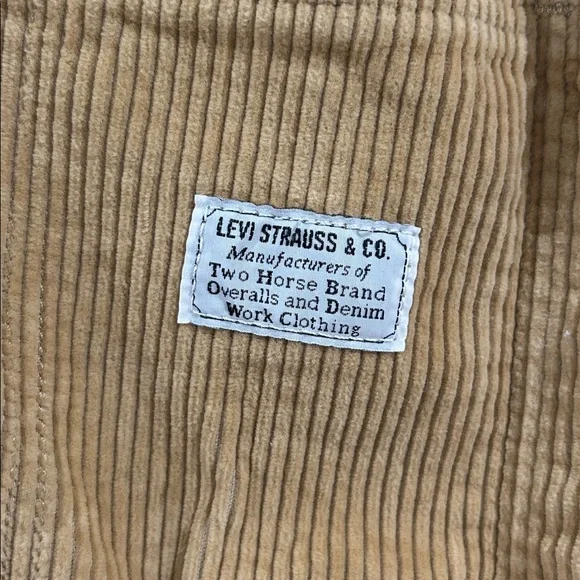 LEVI STRAUSS & CO.
Manufacturers of
Two Horse Brand
Overalls and Denim
Work Clothing